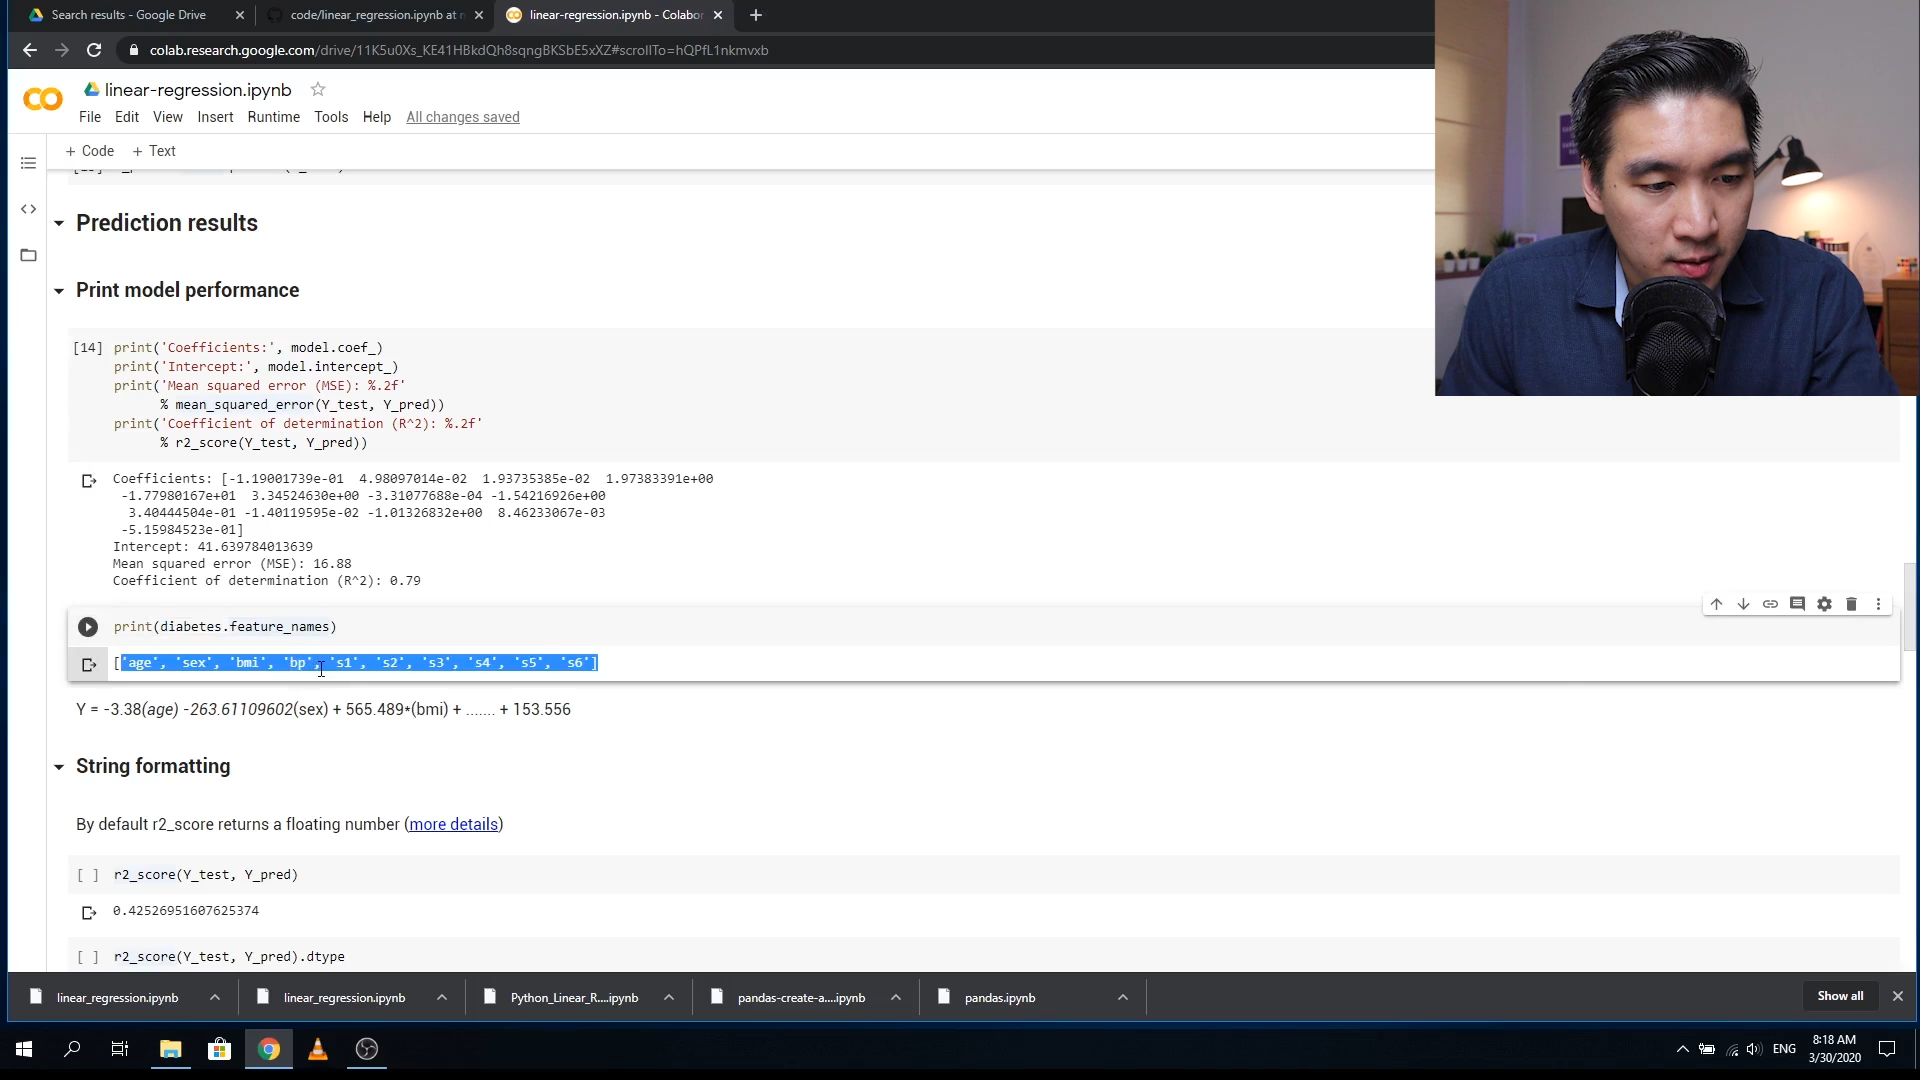 Search results - Google Drive
code/linear_regression.ipynb at
linear-regression.ipynb - Colabor
colab.research.google.com/drive/11K5u0Xs_KE41HBkdQh8sqngBKSbE5xXZ#scrollTo=hQPfL1nkmvxb
linear-regression.ipynb
File Edit View Insert Runtime Tools Help All changes saved
+ Code + Text
Prediction results
Print model performance
[14] print('Coefficients:', model.coef_)
print('Intercept:', model.intercept_)
print('Mean squared error (MSE): %.2f'
% mean_squared_error(Y_test, Y_pred))
print('Coefficient of determination (R^2): %.2f'
% r2_score(Y_test, Y_pred))
Coefficients: [-1.19001739e-01 4.98097014e-02 1.93735385e-02 1.97383391e+00
-1.77980167e+01 3.34524630e+00 -3.31077688e-04 -1.54216926e+00
3.40444504e-01 -1.40119595e-02 -1.01326832e+00 8.46233067e-03
-5.15984523e-01]
Intercept: 41.639784013639
Mean squared error (MSE): 16.88
Coefficient of determination (R^2): 0.79
print(diabetes.feature_names)
['age', 'sex', 'bmi', 'bp', 's1', 's2', 's3', 's4', 's5', 's6']
Y = -3.38(age) -263.61109602(sex) + 565.489*(bmi) + ....... + 153.556
String formatting
By default r2_score returns a floating number (more details)
[ ] r2_score(Y_test, Y_pred)
0.42526951607625374
[ ] r2_score(Y_test, Y_pred).dtype
linear_regression.ipynb
linear_regression.ipynb
Python_Linear_R....ipynb
pandas-create-a....ipynb
pandas.ipynb
Show all
ENG
8:18 AM
3/30/2020